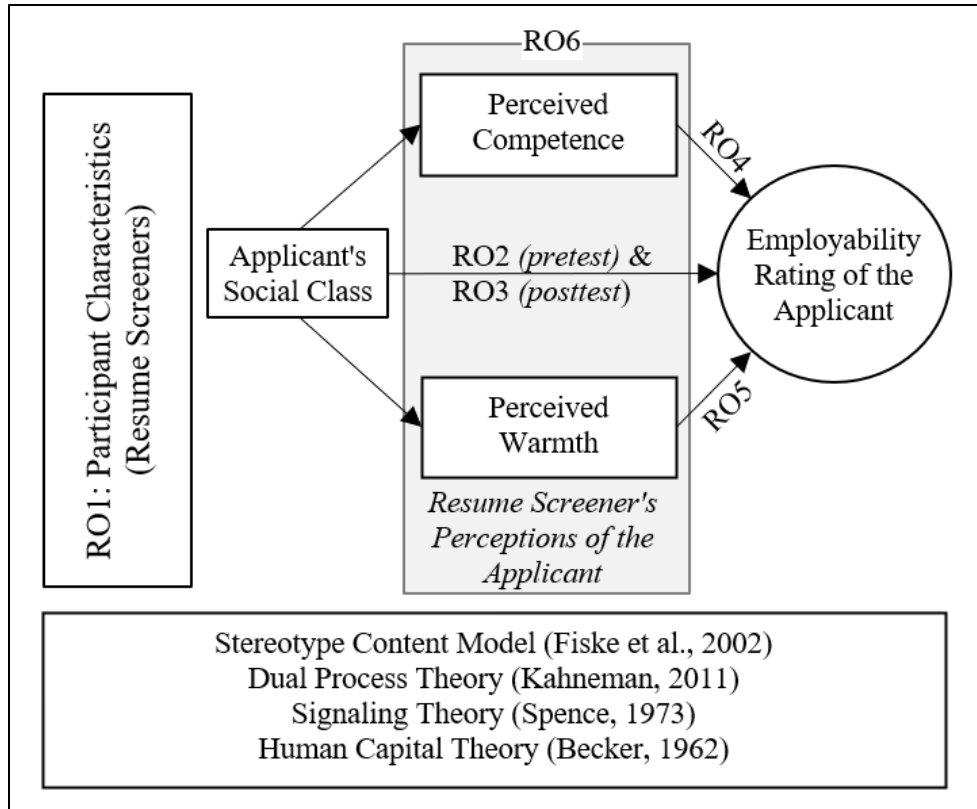 RO6
RO1: Participant Characteristics
(Resume Screeners)
Applicant's
Social Class
Perceived
Competence
RO4
RO2 (pretest) &
RO3 (posttest)
Employability
Rating of the
Applicant
Perceived
Warmth
RO5
Resume Screener's
Perceptions of the
Applicant
Stereotype Content Model (Fiske et al., 2002)
Dual Process Theory (Kahneman, 2011)
Signaling Theory (Spence, 1973)
Human Capital Theory (Becker, 1962)